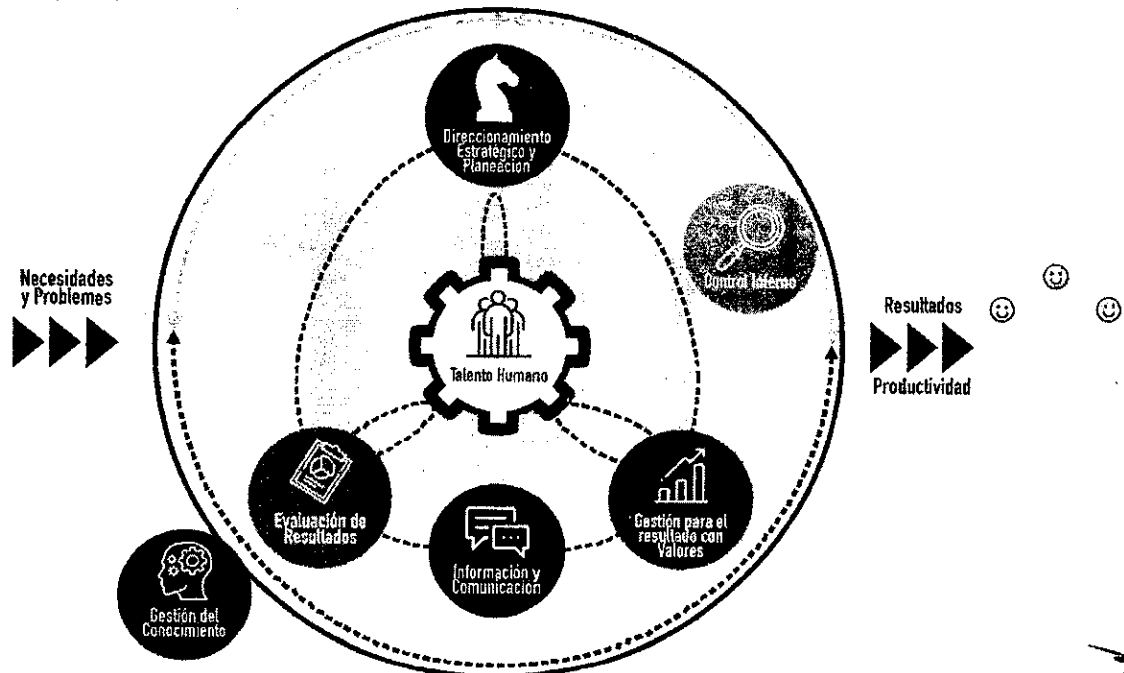 Direccionamiento
Estratégico y
Planeación
Control Interno
Necesidades
y Problemes
Talento Humano
Resultados
Productividad
Evaluación de
Resultados
Información y
Comunicación
Gestión para el
resultado con
Valores
Gestión del
Conocimiento